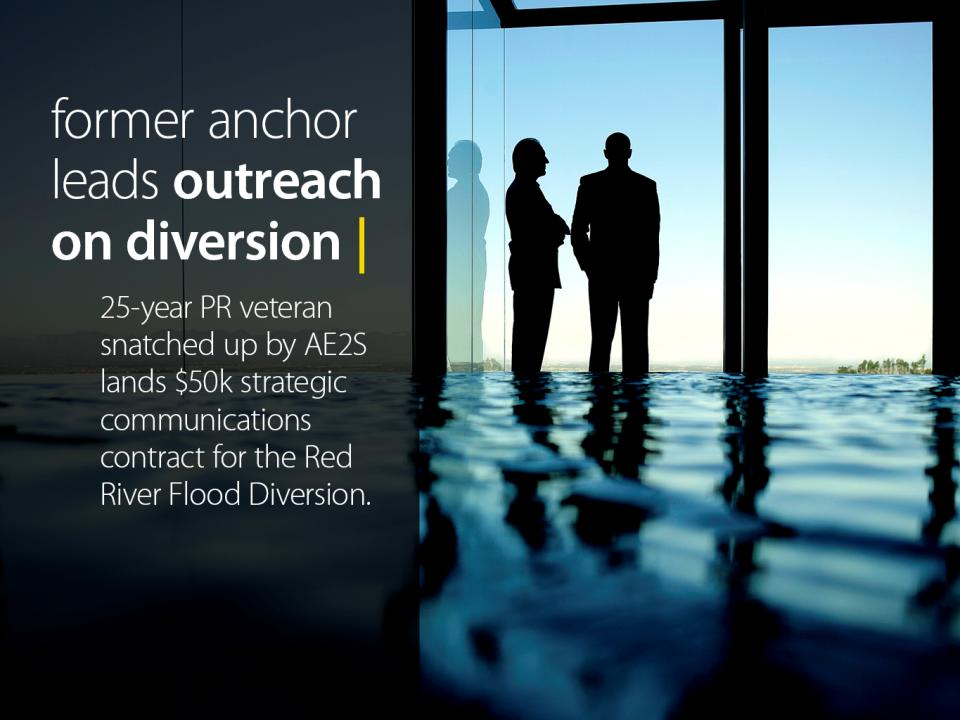 former anchor
leads outreach
on diversion |
25-year PR veteran
snatched up by AE2S
lands $50k strategic
communications
contract for the Red
River Flood Diversion.